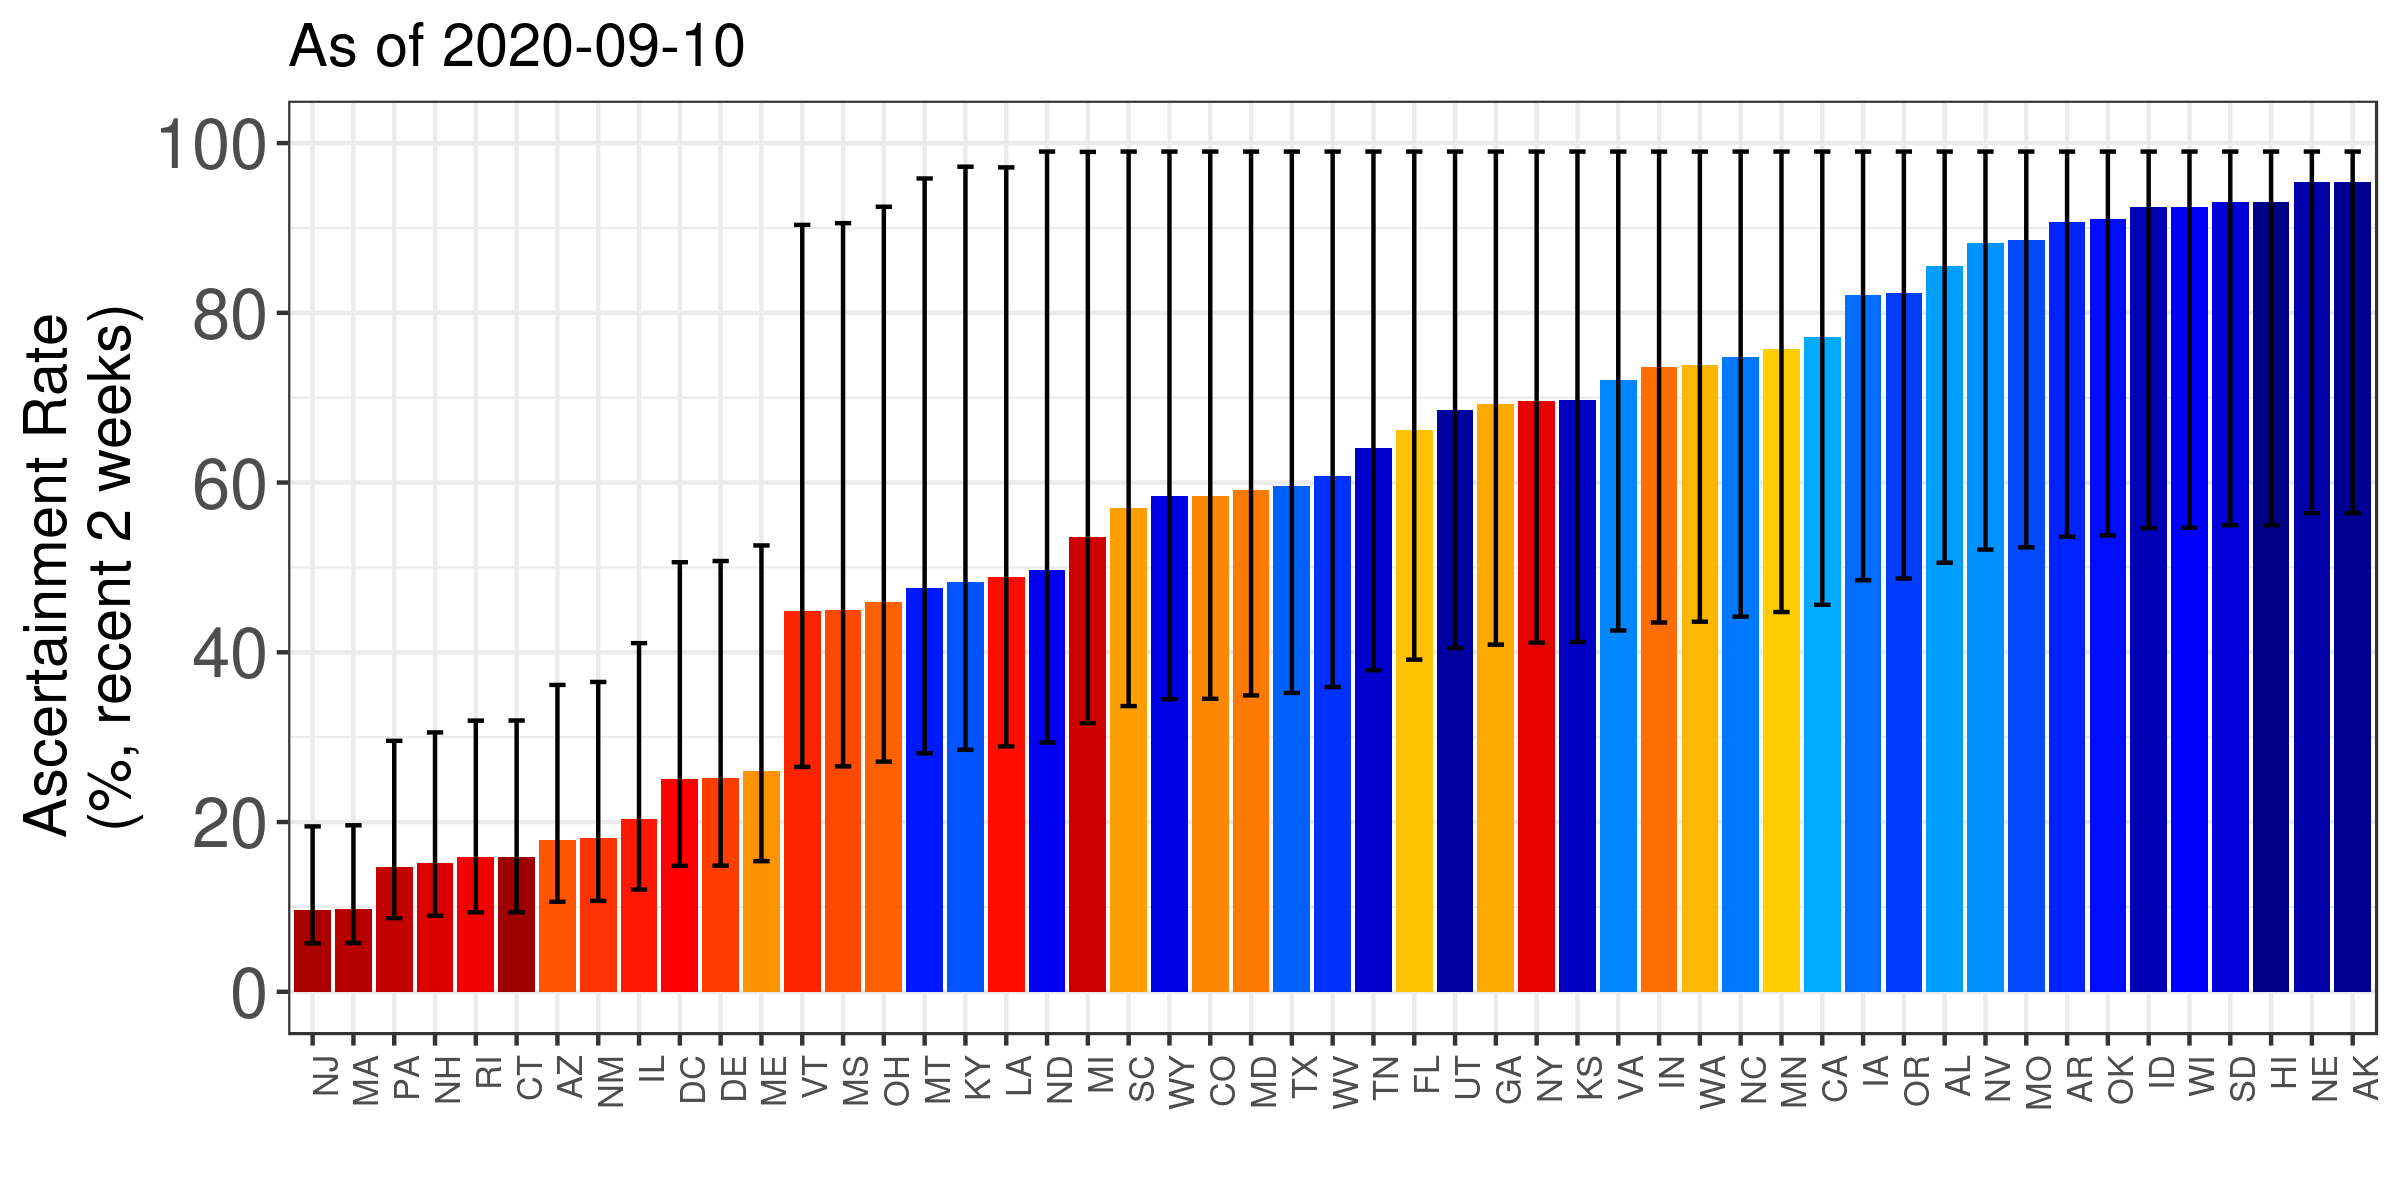 As of 2020-09-10
Ascertainment Rate
(%, recent 2 weeks)
100
80
60
40
20
0
NJ
MA
PA
NH
RI
CT
AZ
NM
IL
DC
DE
ME
VT
MS
OH
MT
KY
LA
ND
MI
SC
WY
CO
MD
TX
WV
TN
FL
UT
GA
NY
KS
VA
IN
WA
NC
MN
CA
IA
OR
AL
NV
MO
AR
OK
ID
WI
SD
HI
NE
AK